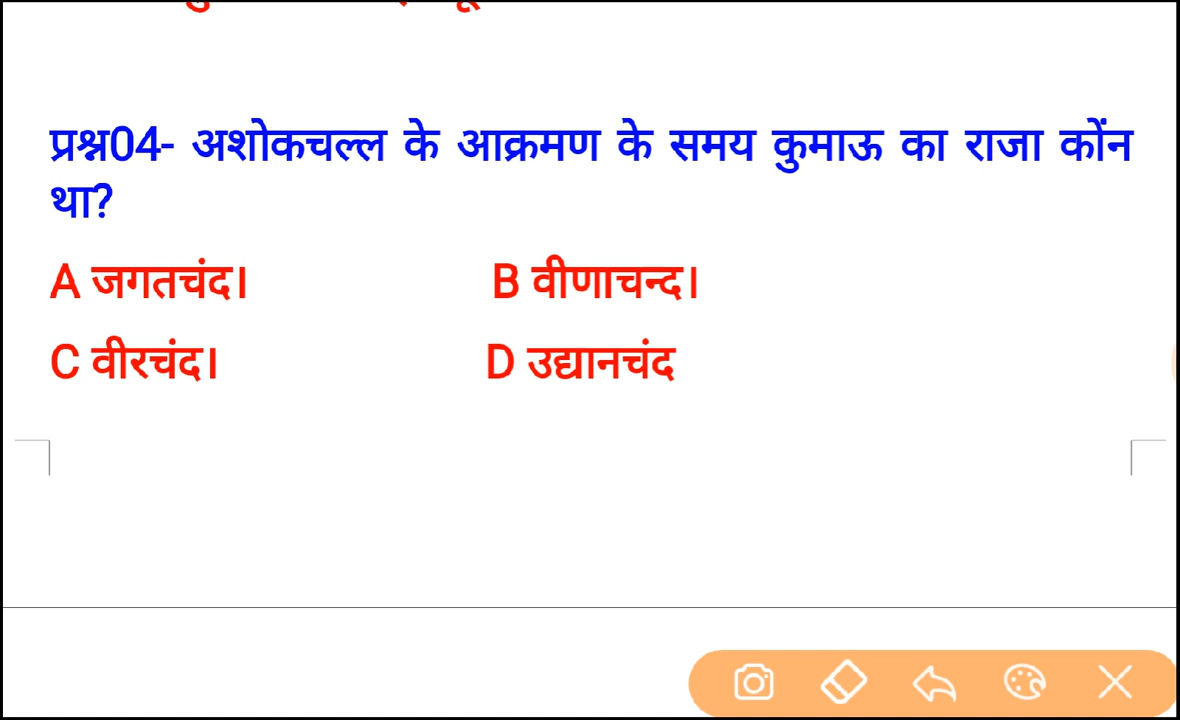 प्रश्न04- अशोकचल्ल के आक्रमण के समय कुमाऊ का राजा कोंन
था?
A जगतचंद। B वीणाचन्द।
C वीरचंद। D उद्यानचंद